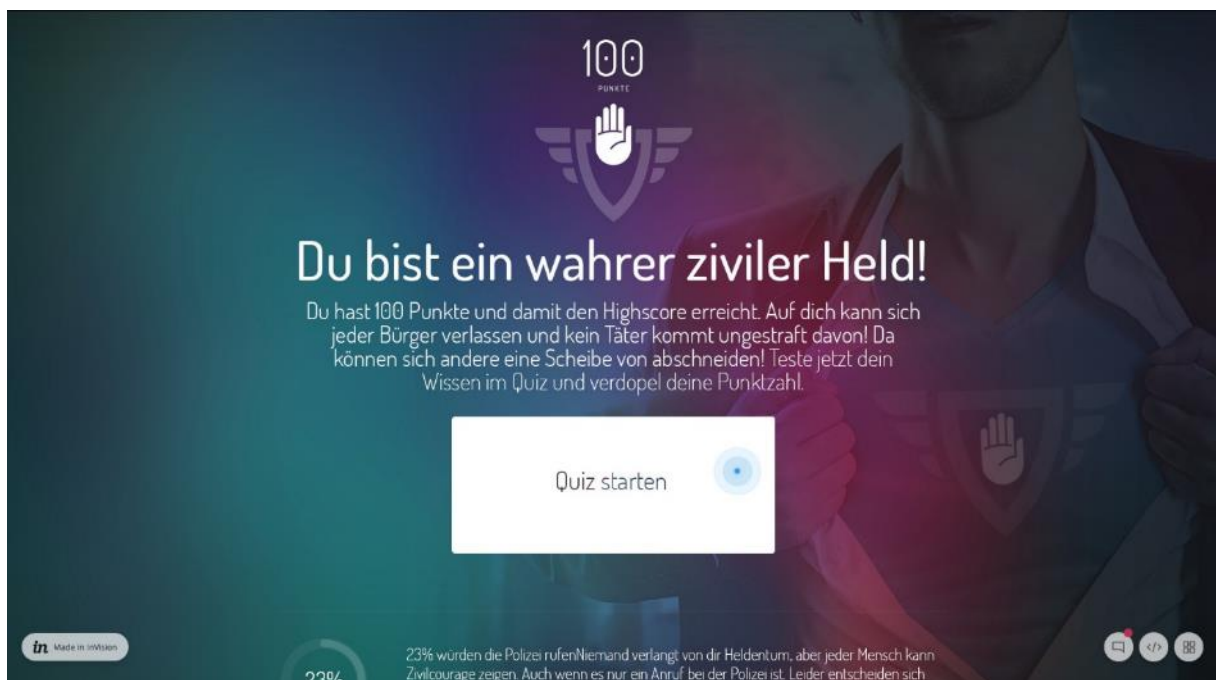 100
PUNKTE
Du bist ein wahrer ziviler Held!
Du hast 100 Punkte und damit den Highscore erreicht. Auf dich kann sich
jeder Bürger verlassen und kein Täter kommt ungestraft davon! Da
können sich andere eine Scheibe von abschneiden! Teste jetzt dein
Wissen im Quiz und verdopel deine Punktzahl.
Quiz starten
in Made in InVision
</>
23%
23% würden die Polizei rufenNiemand verlangt von dir Heldentum, aber jeder Mensch kann
Zivilcourage zeigen. Auch wenn es nur ein Anruf bei der Polizei ist. Leider entscheiden sich